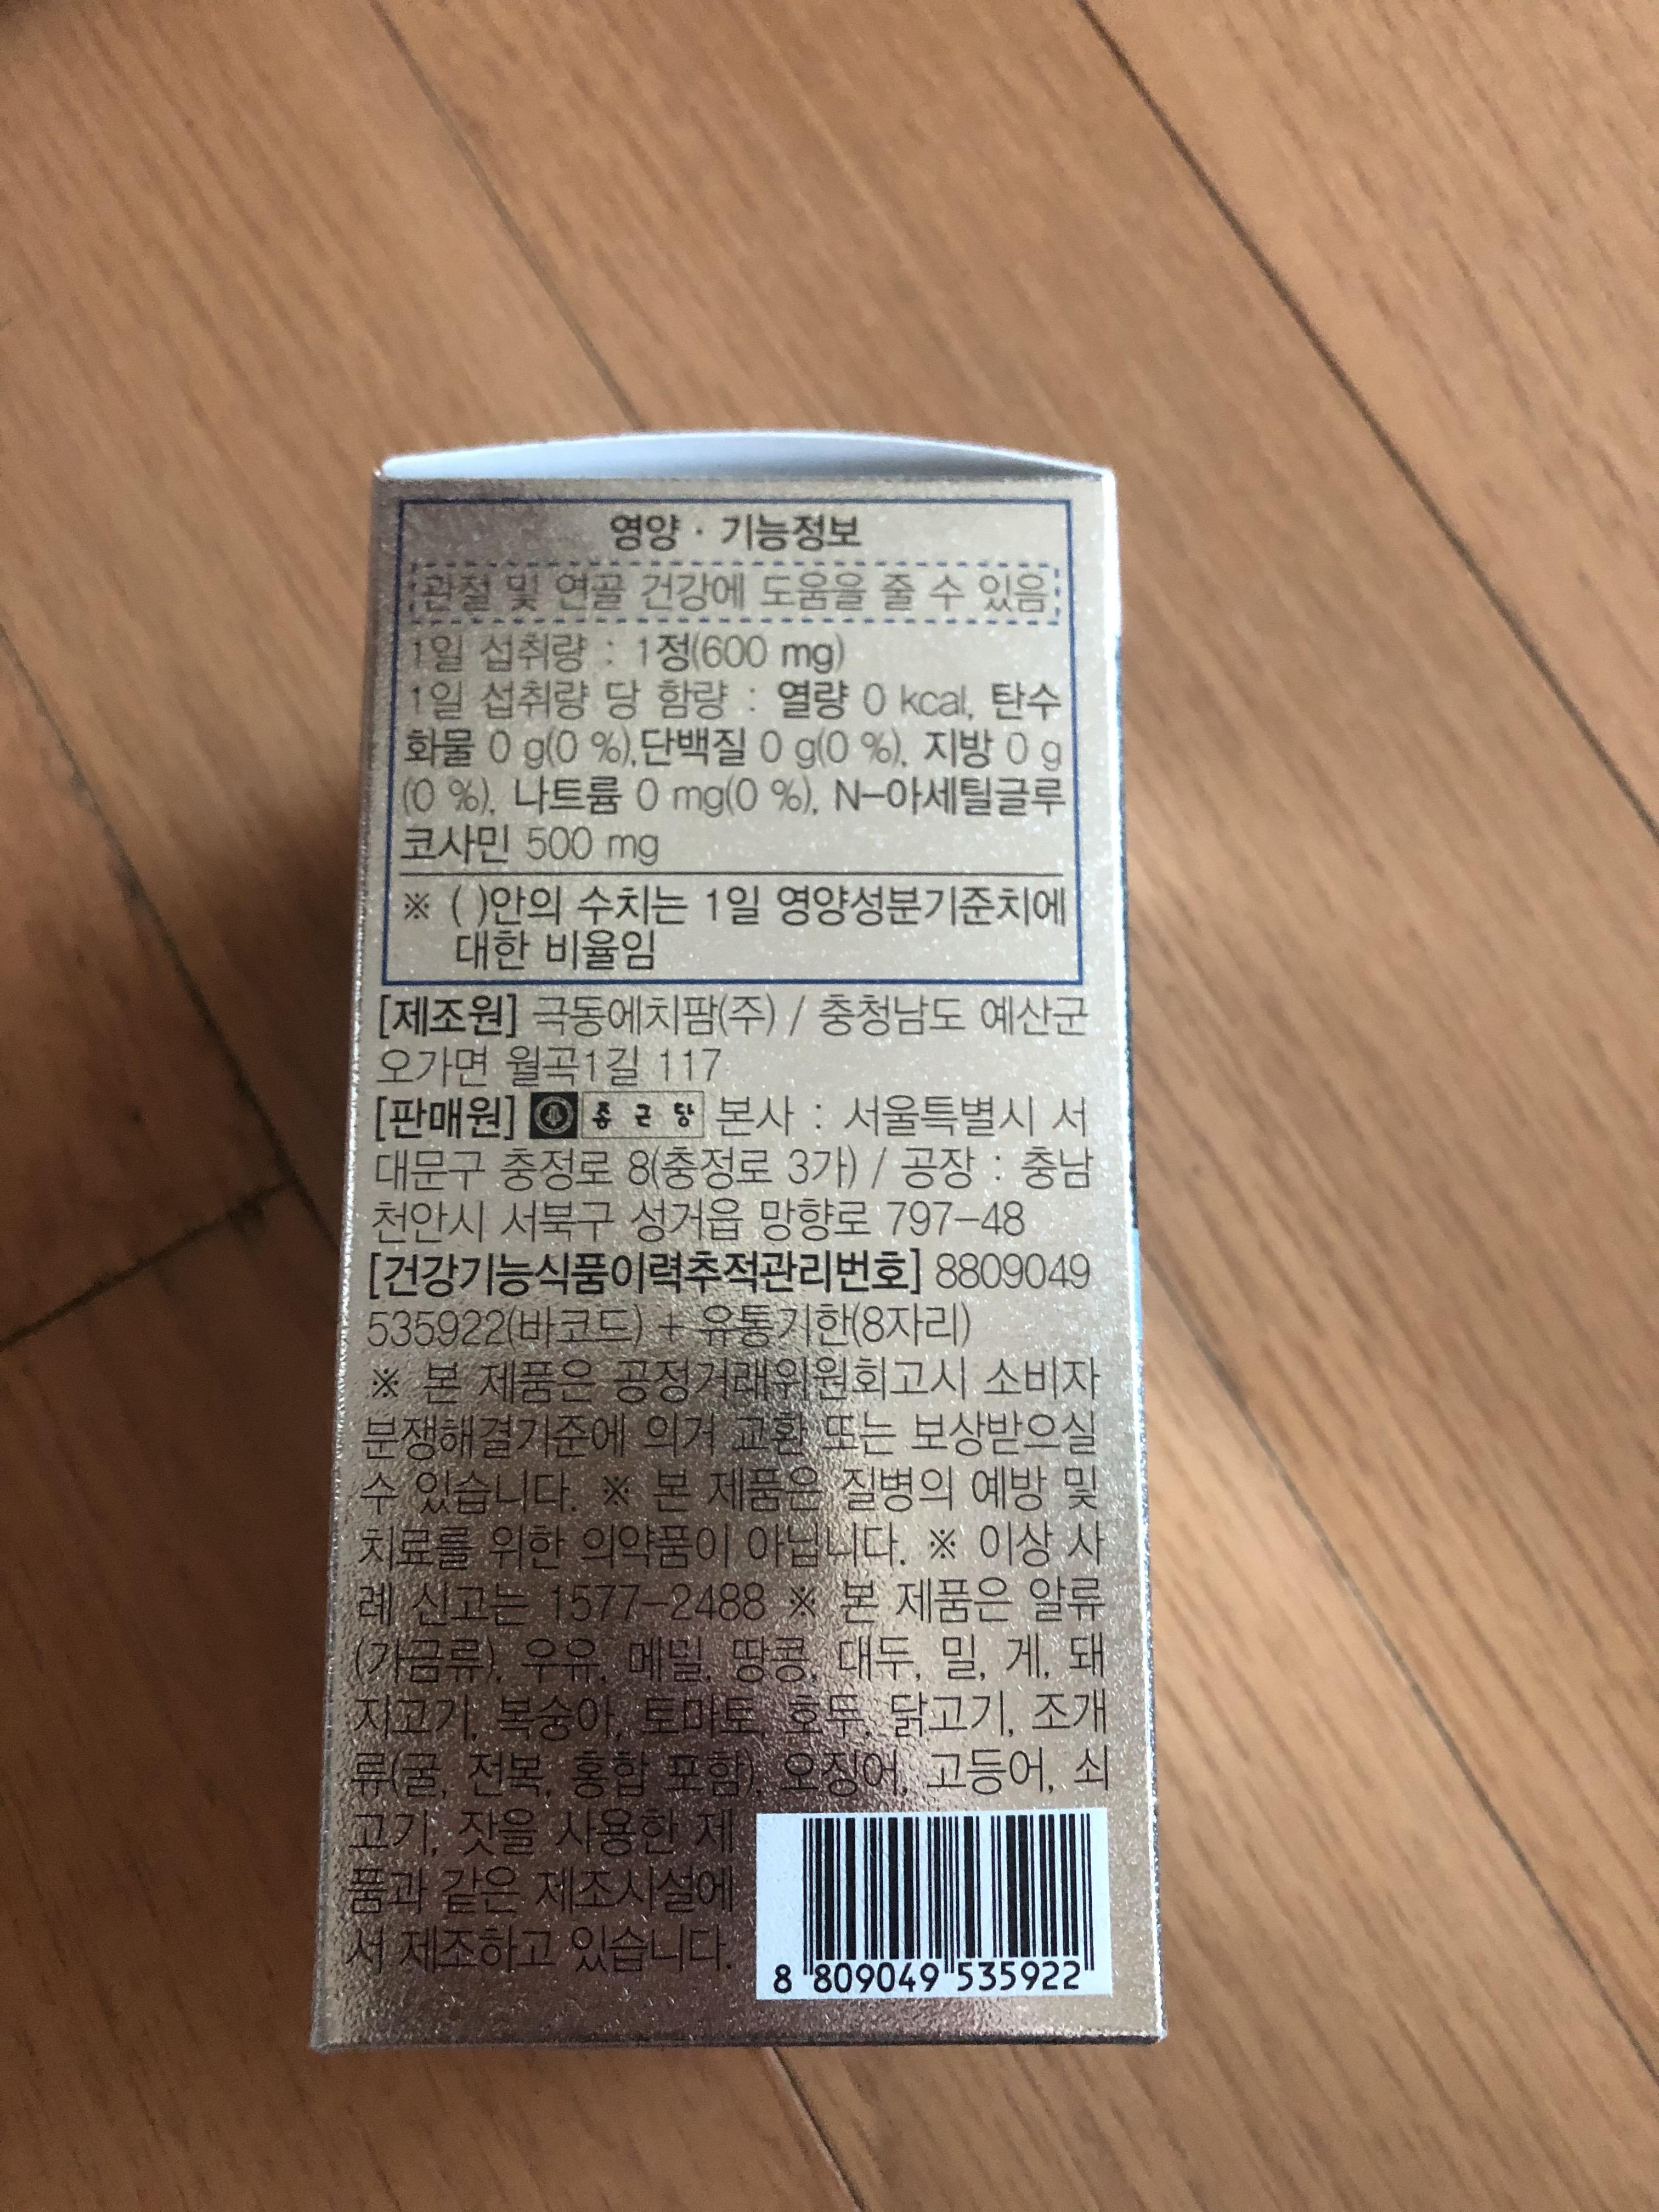 영양 · 기능정보
관절 및 연골 건강에 도움을 줄 수 있음
1일 섭취량 : 1정(600 mg)
1일 섭취량 당 함량 : 열량 0 kcal, 탄수
화물 0 g(0 %),단백질 0 g(0 %), 지방 0 g
(0 %), 나트륨 0 mg(0 %), N-아세틸글루
코사민 500 mg
※ ( )안의 수치는 1일 영양성분기준치에
대한 비율임
[제조원] 극동에치팜(주) / 충청남도 예산군
오가면 월곡1길 117
[판매원] 종근당 본사 : 서울특별시 서
대문구 충정로 8(충정로 3가) / 공장 : 충남
천안시 서북구 성거읍 망향로 797-48
[건강기능식품이력추적관리번호] 8809049
535922(바코드) + 유통기한(8자리)
※ 본 제품은 공정거래위원회고시 소비자
분쟁해결기준에 의거 교환 또는 보상받으실
수 있습니다. ※ 본 제품은 질병의 예방 및
치료를 위한 의약품이 아닙니다. ※ 이상 사
례 신고는 1577-2488 ※ 본 제품은 알류
(가금류), 우유, 메밀, 땅콩, 대두, 밀, 게, 돼
지고기, 복숭아, 토마토, 호두, 닭고기, 조개
류(굴, 전복, 홍합 포함), 오징어, 고등어, 쇠
고기, 잣을 사용한 제
품과 같은 제조시설에
서 제조하고 있습니다.
8 809049 535922